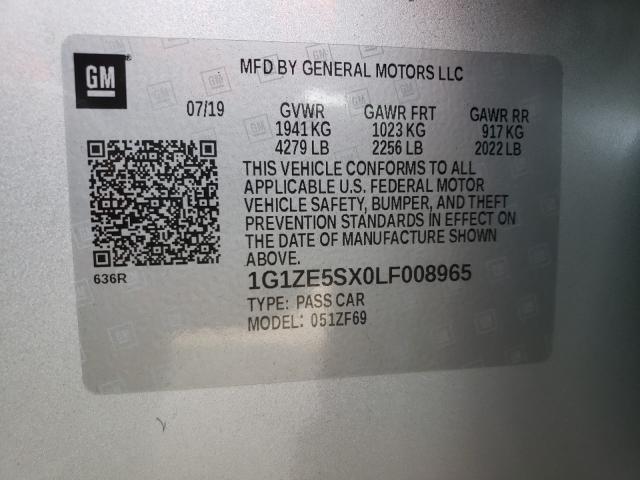 GM
MFD BY GENERAL MOTORS LLC
07/19 GVWR GAWR FRT GAWR RR
1941 KG 1023 KG 917 KG
4279 LB 2256 LB 2022 LB
THIS VEHICLE CONFORMS TO ALL
APPLICABLE U.S. FEDERAL MOTOR
VEHICLE SAFETY, BUMPER, AND THEFT
PREVENTION STANDARDS IN EFFECT ON
THE DATE OF MANUFACTURE SHOWN
ABOVE.
636R
1G1ZE5SX0LF008965
TYPE: PASS CAR
MODEL: 051ZF69